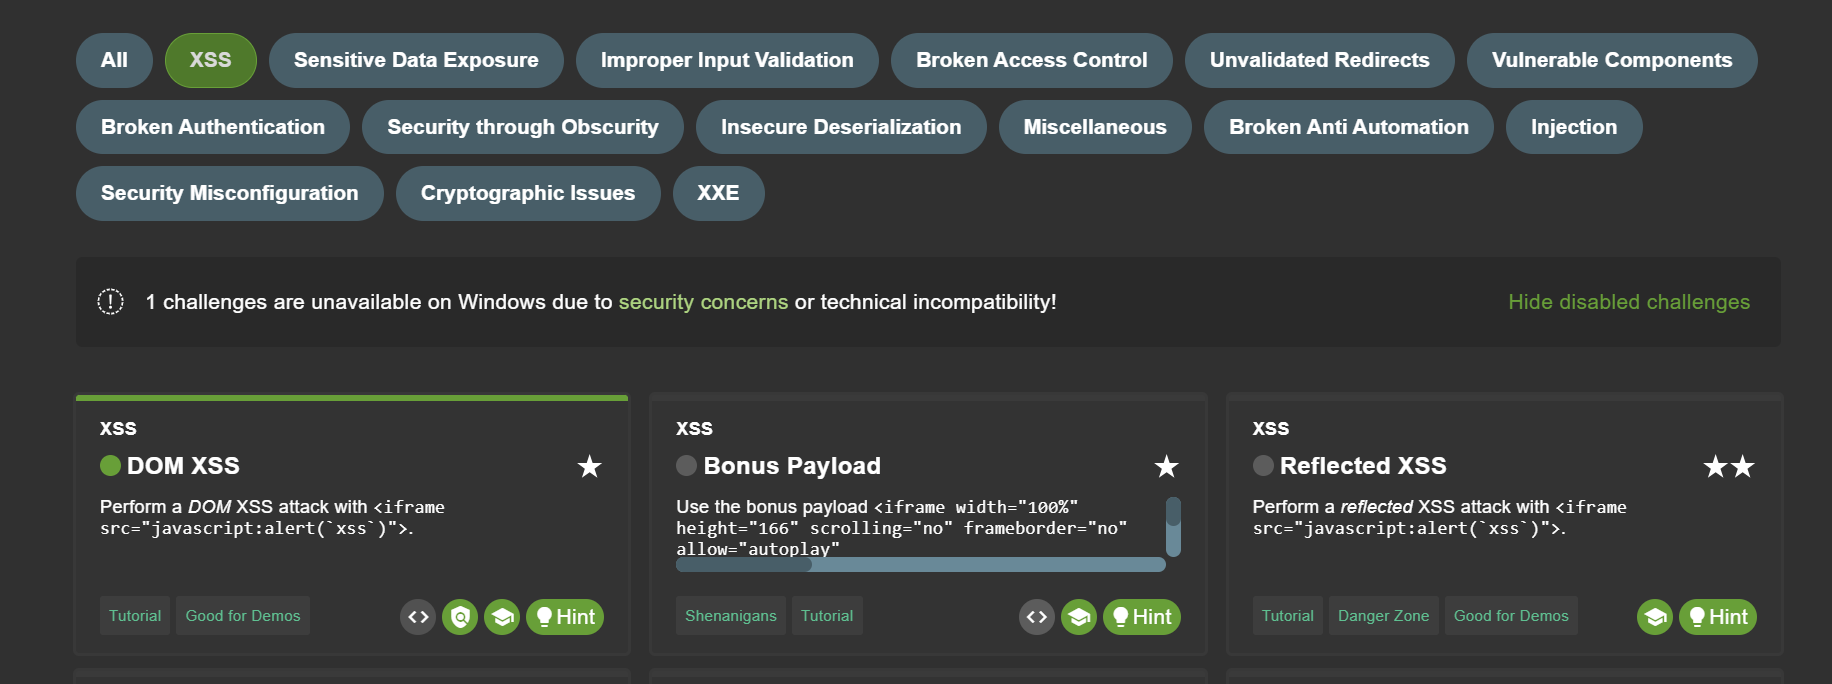 All XSS Sensitive Data Exposure Improper Input Validation Broken Access Control Unvalidated Redirects Vulnerable Components
Broken Authentication Security through Obscurity Insecure Deserialization Miscellaneous Broken Anti Automation Injection
Security Misconfiguration Cryptographic Issues XXE
1 challenges are unavailable on Windows due to security concerns or technical incompatibility! Hide disabled challenges
XSS
DOM XSS
Perform a DOM XSS attack with <iframe
src="javascript:alert(`xss`)">.
Tutorial Good for Demos <> Hint
XSS
Bonus Payload
Use the bonus payload <iframe width="100%"
height="166" scrolling="no" frameborder="no"
allow="autoplay"
Shenanigans Tutorial <> Hint
XSS
Reflected XSS
Perform a reflected XSS attack with <iframe
src="javascript:alert(`xss`)">.
Tutorial Danger Zone Good for Demos Hint